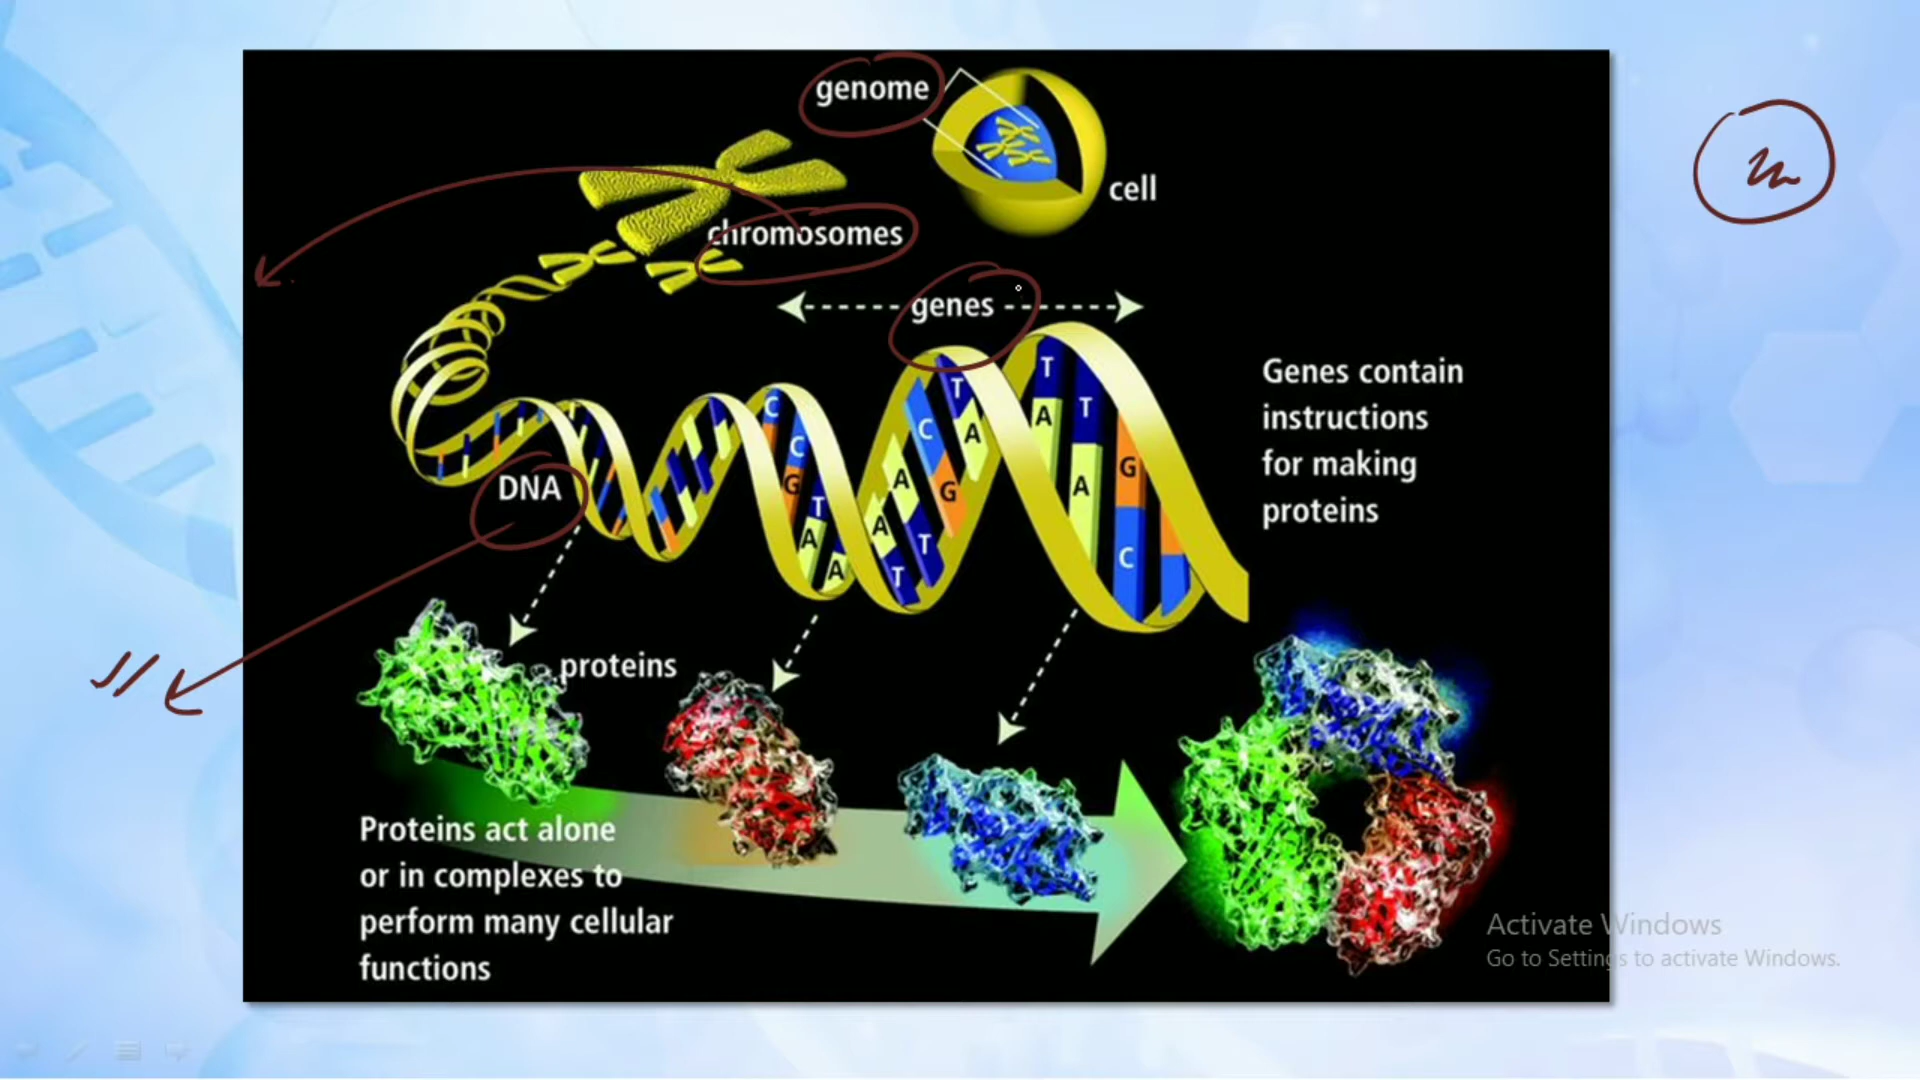 genome
cell
chromosomes
genes
T
T
C
T
C
C
A
A
A
G
G
A
A
G
T
A
A
T
C
A
T
DNA
Genes contain
instructions
for making
proteins
proteins
Proteins act alone
or in complexes to
perform many cellular
functions
Activate Windows
Go to Settings to activate Windows.